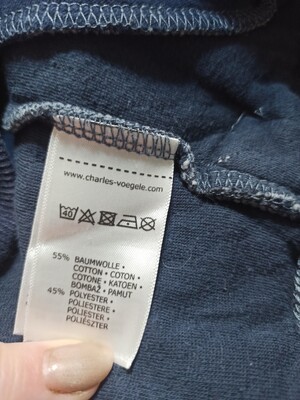 www.charles-voegele.com
40
55% BAUMWOLLE •
COTTON • COTON •
COTONE • KATOEN •
BOMBAŽ • PAMUT
45% POLYESTER •
POLIESTERE •
POLIESTER •
POLIÉSZTER